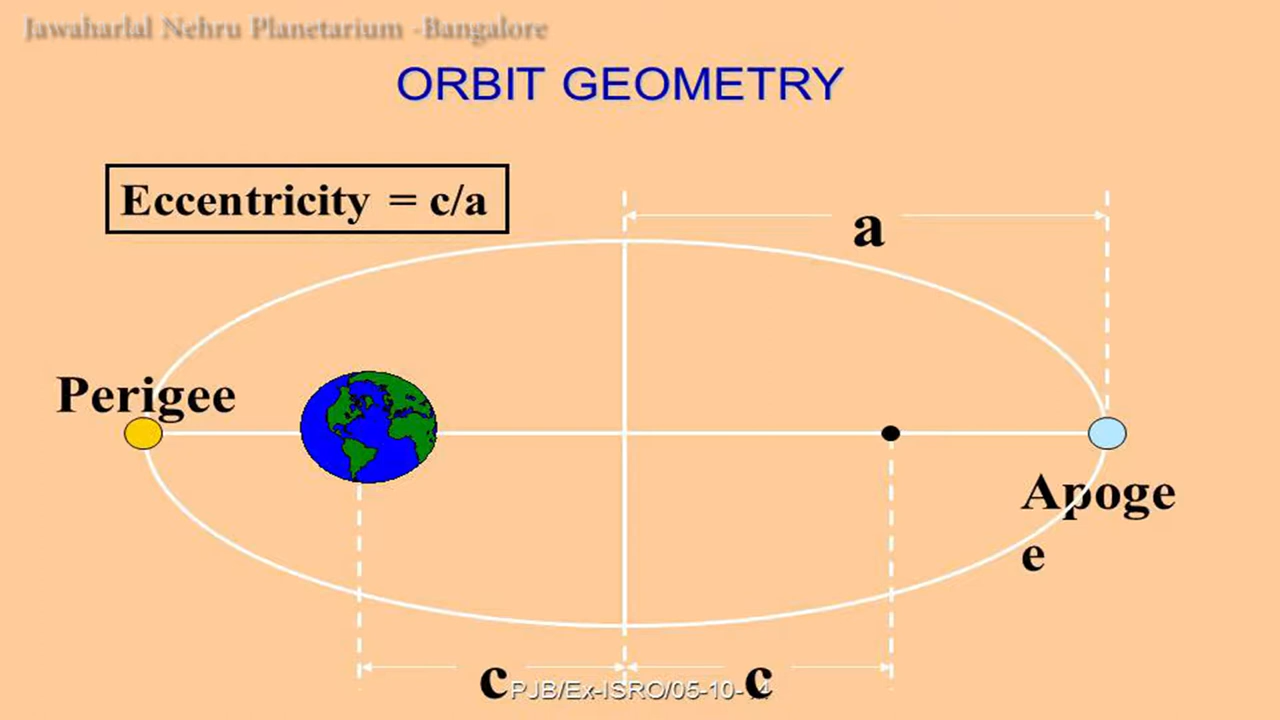 Jawaharlal Nehru Planetarium -Bangalore
ORBIT GEOMETRY
Eccentricity = c/a
a
Perigee
Apoge
e
c
c
PJB/Ex-ISRO/05-10-